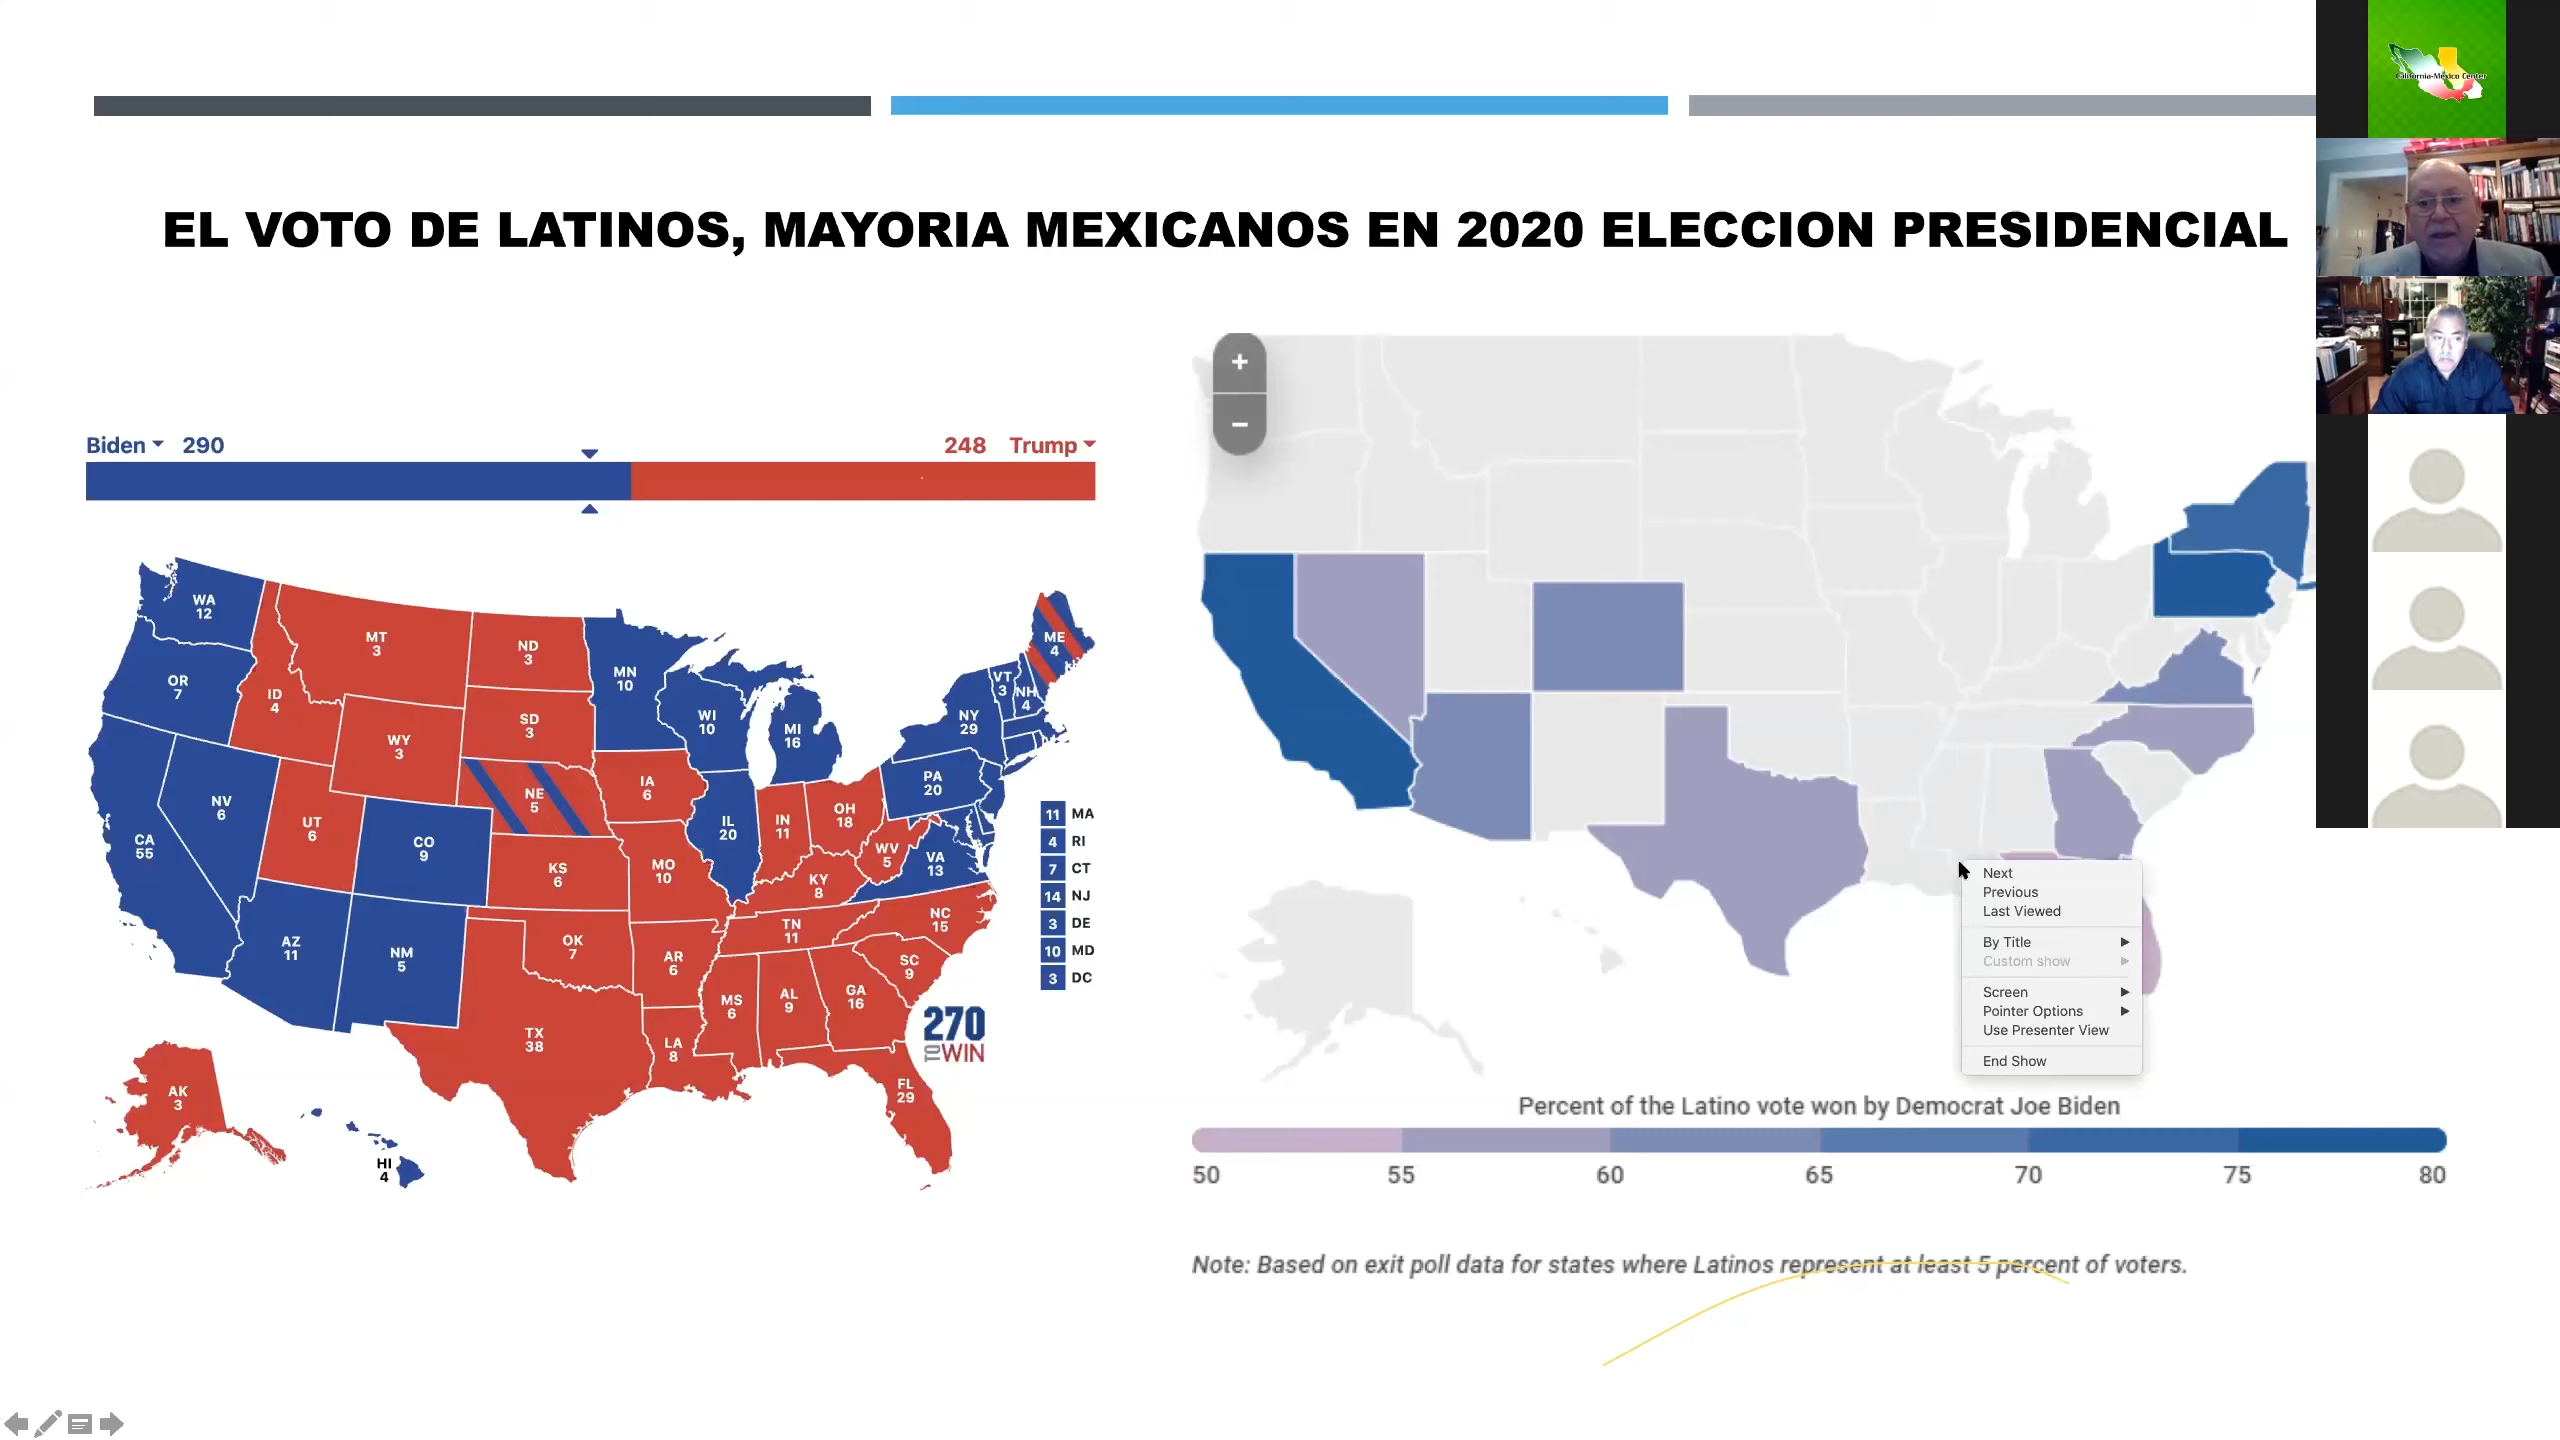 California-Mexico Center
EL VOTO DE LATINOS, MAYORIA MEXICANOS EN 2020 ELECCION PRESIDENCIAL
Biden 290
248 Trump
WA
12
OR
7
CA
55
NV
6
ID
4
MT
3
WY
3
UT
6
AZ
11
CO
9
NM
5
ND
3
SD
3
NE
5
KS
6
OK
7
TX
38
MN
10
IA
6
MO
10
AR
6
LA
8
WI
10
IL
20
MI
16
IN
11
OH
18
KY
8
TN
11
MS
6
AL
9
GA
16
FL
29
SC
9
NC
15
VA
13
WV
5
PA
20
NY
29
VT
3
NH
4
ME
4
AK
3
HI
4
11 MA
4 RI
7 CT
14 NJ
3 DE
10 MD
3 DC
270
TO WIN
+
−
Next
Previous
Last Viewed
By Title
Custom show
Screen
Pointer Options
Use Presenter View
End Show
Percent of the Latino vote won by Democrat Joe Biden
50 55 60 65 70 75 80
Note: Based on exit poll data for states where Latinos represent at least 5 percent of voters.